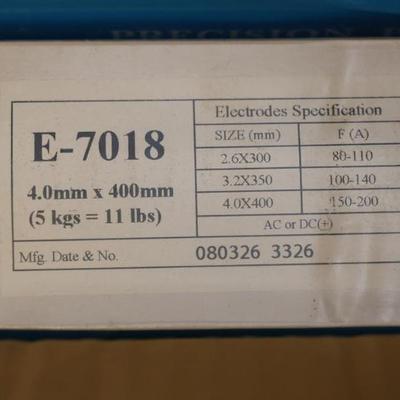 PRECISION
E-7018
4.0mm x 400mm
(5 kgs = 11 lbs)
Electrodes Specification
SIZE (mm) F (A)
2.6X300 80-110
3.2X350 100-140
4.0X400 150-200
AC or DC(+)
Mfg. Date & No. 080326 3326